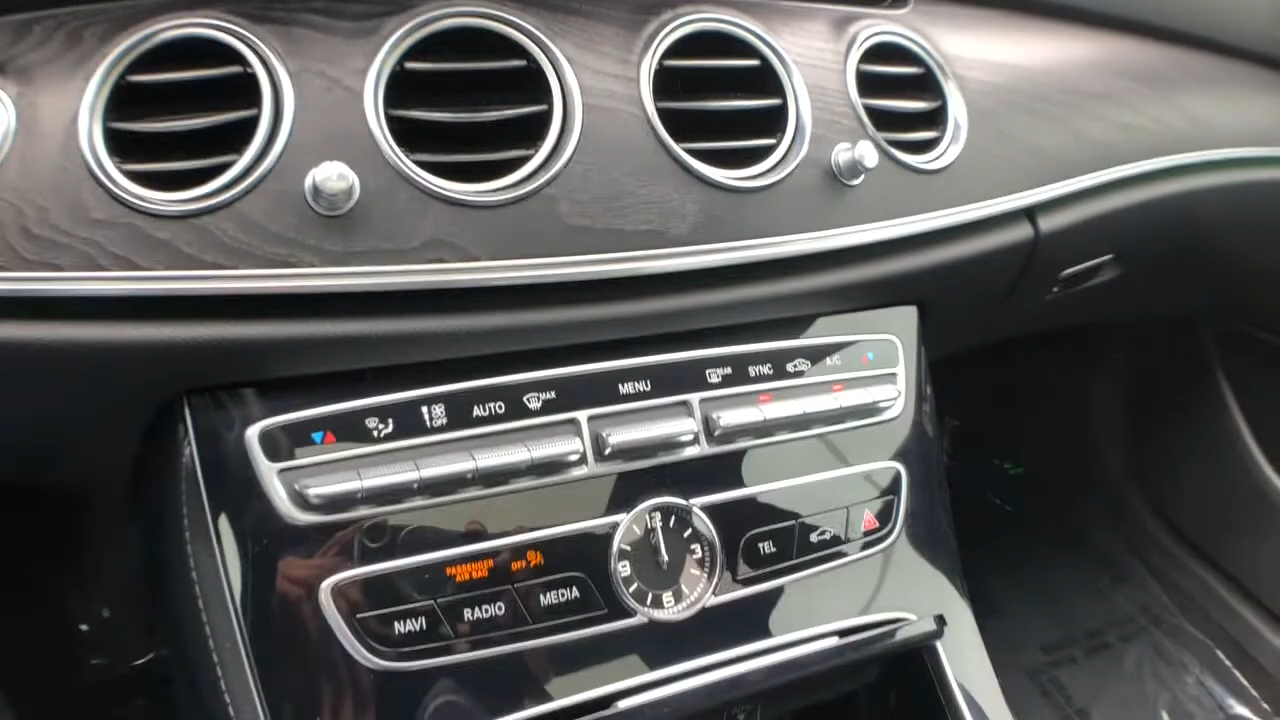 MENU
REAR
SYNC
A/C
AUTO
MAX
OFF
12
3
6
9
TEL
PASSENGER
AIR BAG
OFF
MEDIA
RADIO
NAVI